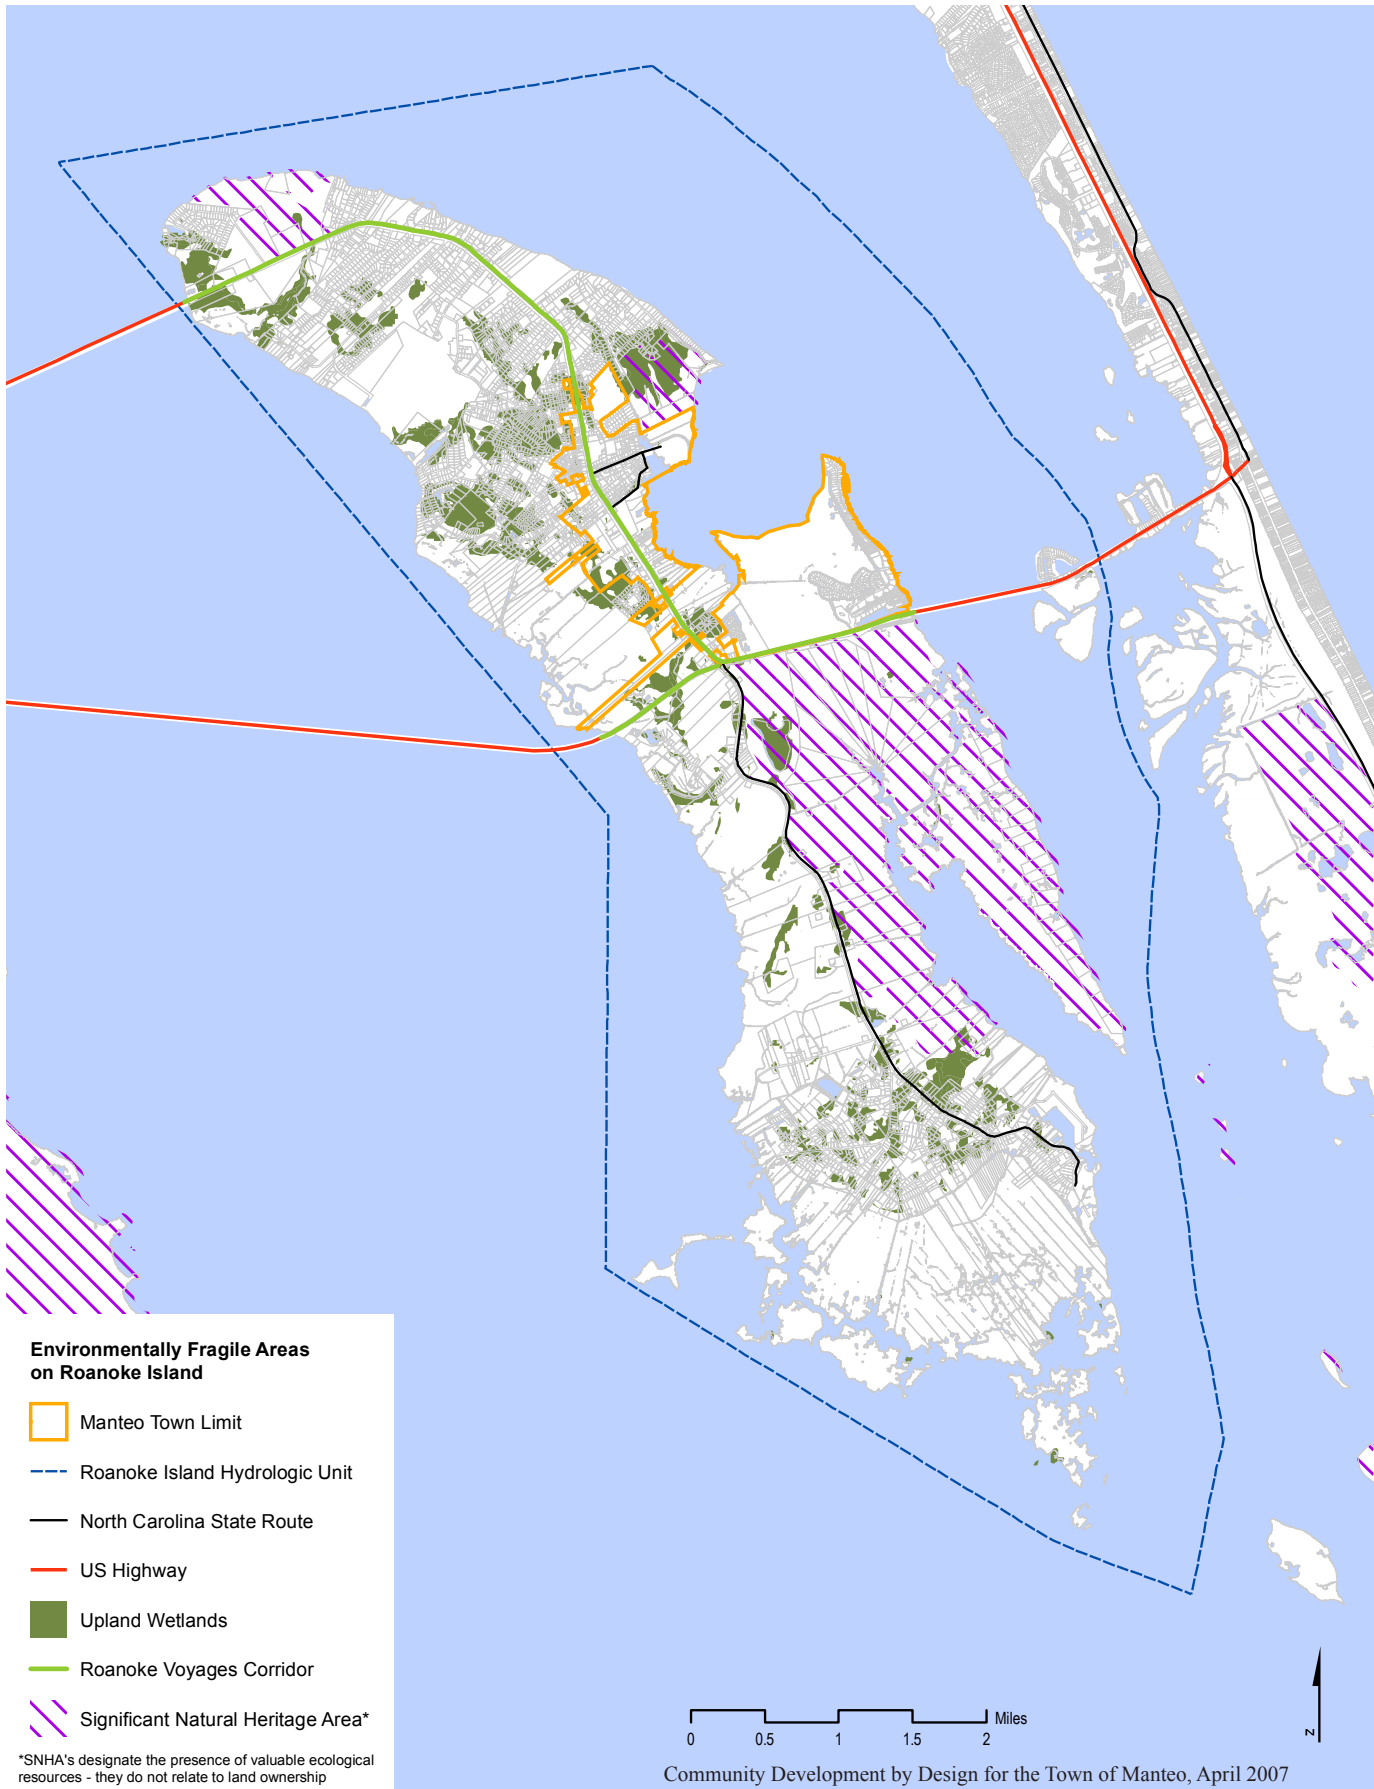 Environmentally Fragile Areas
on Roanoke Island
Manteo Town Limit
Roanoke Island Hydrologic Unit
North Carolina State Route
US Highway
Upland Wetlands
Roanoke Voyages Corridor
Significant Natural Heritage Area*
*SNHA's designate the presence of valuable ecological
resources - they do not relate to land ownership
Miles
0 0.5 1 1.5 2
N
Community Development by Design for the Town of Manteo, April 2007